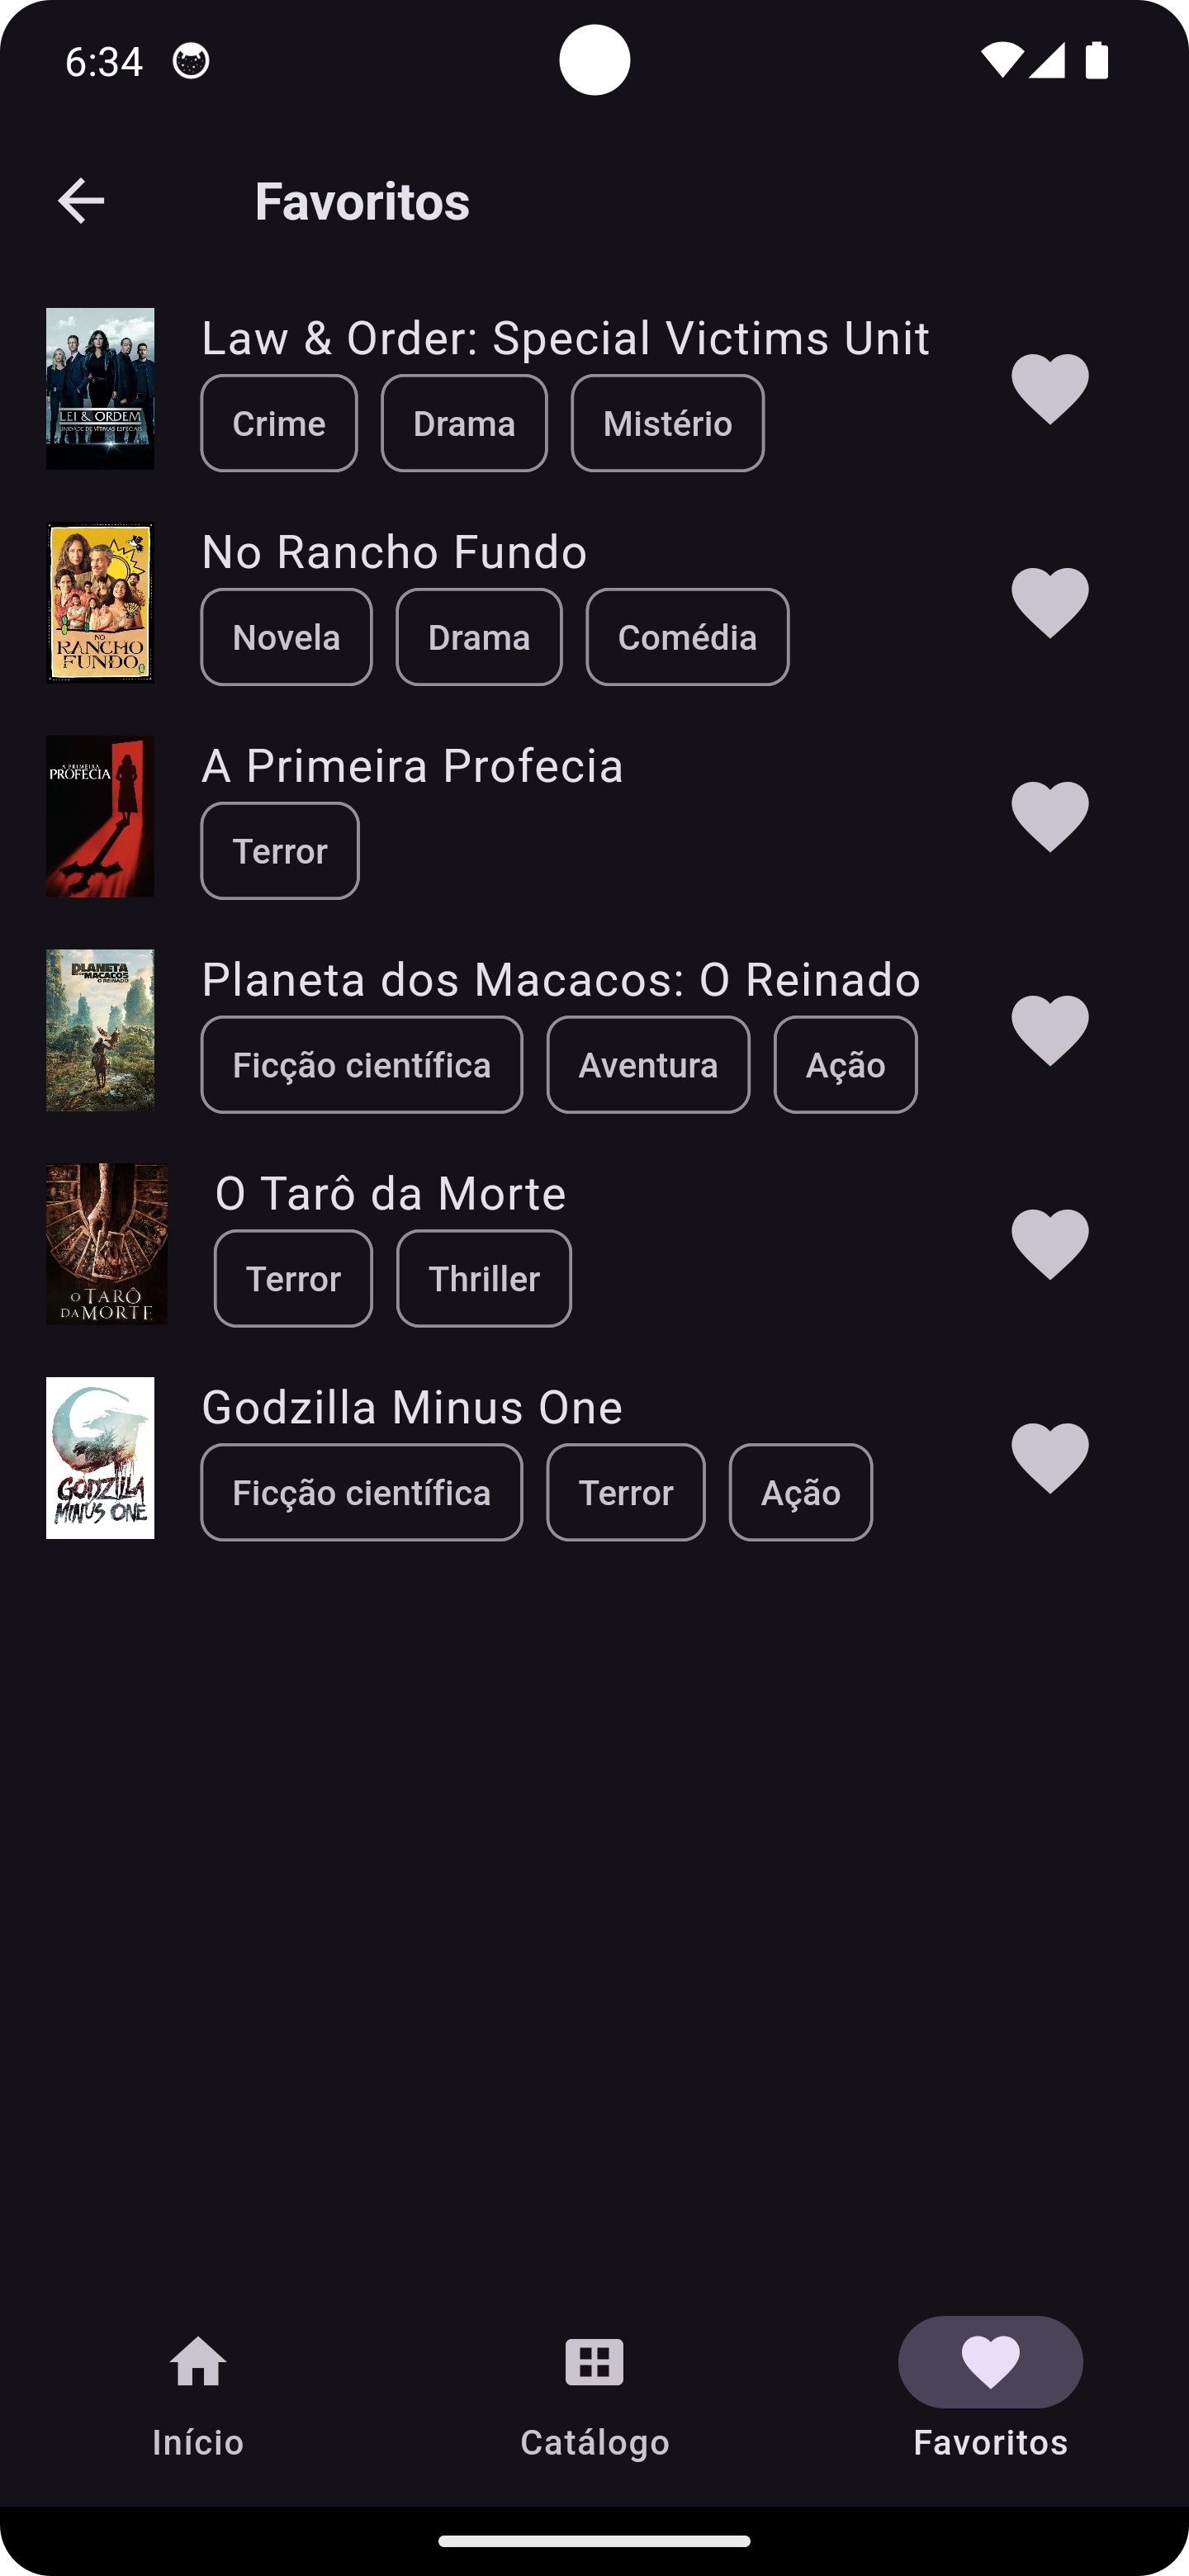 6:34
Favoritos
LEI & ORDEM
UNIDADE DE VÍTIMAS ESPECIAIS
Law & Order: Special Victims Unit
Crime Drama Mistério
NO
RANCHO
FUNDO
No Rancho Fundo
Novela Drama Comédia
A PRIMEIRA
PROFECIA
A Primeira Profecia
Terror
PLANETA
DOS MACACOS
O REINADO
Planeta dos Macacos: O Reinado
Ficção científica Aventura Ação
O TARÔ
DA MORTE
O Tarô da Morte
Terror Thriller
GODZILLA
MINUS ONE
Godzilla Minus One
Ficção científica Terror Ação
Início Catálogo Favoritos